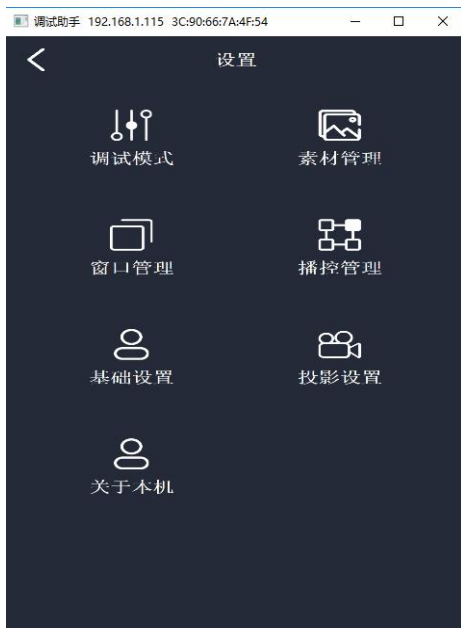 调试助手 192.168.1.115 3C:90:66:7A:4F:54
设置
调试模式 素材管理
窗口管理 播控管理
基础设置 投影设置
关于本机